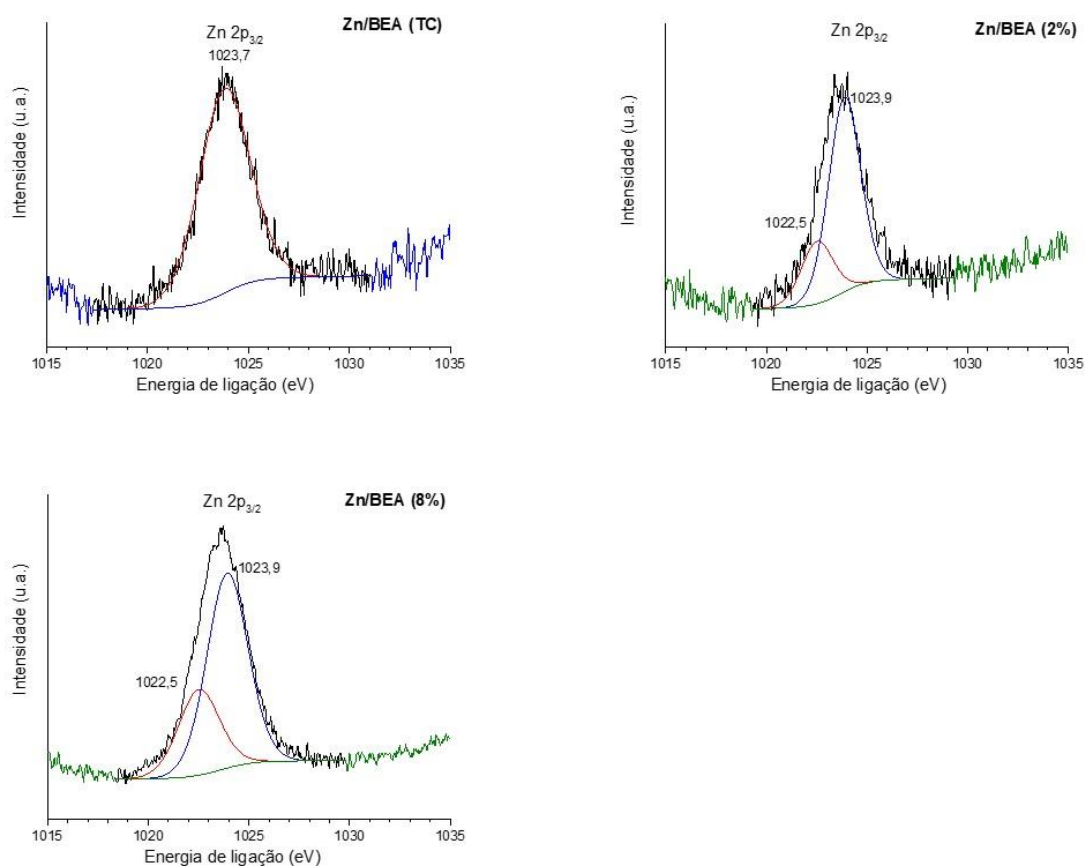 Zn/BEA (TC)
Zn 2p3/2
1023,7
Intensidade (u.a.)
1015 1020 1025 1030 1035
Energia de ligação (eV)
Zn/BEA (2%)
Zn 2p3/2
1023,9
1022,5
Intensidade (u.a.)
1015 1020 1025 1030 1035
Energia de ligação (eV)
Zn/BEA (8%)
Zn 2p3/2
1023,9
1022,5
Intensidade (u.a.)
1015 1020 1025 1030 1035
Energia de ligação (eV)